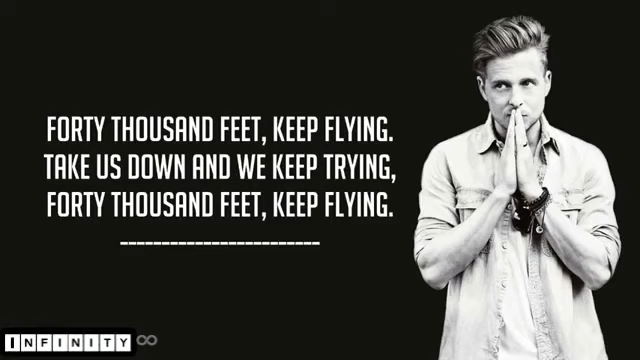 FORTY THOUSAND FEET, KEEP FLYING.
TAKE US DOWN AND WE KEEP TRYING,
FORTY THOUSAND FEET, KEEP FLYING.
------------------------
INFINITY ∞